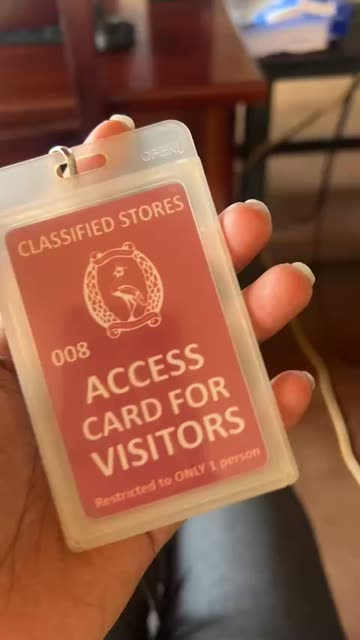 OPEN
CLASSIFIED STORES
008
ACCESS
CARD FOR
VISITORS
Restricted to ONLY 1 person